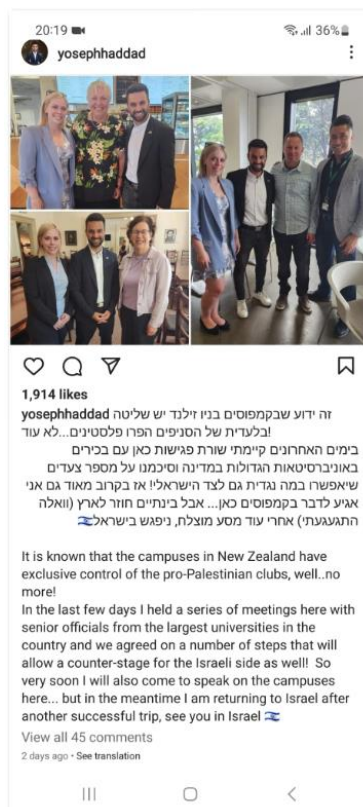 20:19
36%
yosephhaddad
1,914 likes
yosephhaddad זה ידוע שבקמפוסים בניו זילנד יש שליטה
בלעדית של הסניפים הפרו פלסטינים...לא עוד!
בימים האחרונים קיימתי שורת פגישות כאן עם בכירים
באוניברסיטאות הגדולות במדינה וסיכמנו על מספר צעדים
שיאפשרו במה נגדית גם לצד הישראלי! אז בקרוב מאוד גם אני
אגיע לדבר בקמפוסים כאן... אבל בינתיים חוזר לארץ (וואלה
התגעגעתי) אחרי עוד מסע מוצלח, ניפגש בישראל🇮🇱
It is known that the campuses in New Zealand have
exclusive control of the pro-Palestinian clubs, well..no
more!
In the last few days I held a series of meetings here with
senior officials from the largest universities in the
country and we agreed on a number of steps that will
allow a counter-stage for the Israeli side as well! So
very soon I will also come to speak on the campuses
here... but in the meantime I am returning to Israel after
another successful trip, see you in Israel 🇮🇱
View all 45 comments
2 days ago • See translation